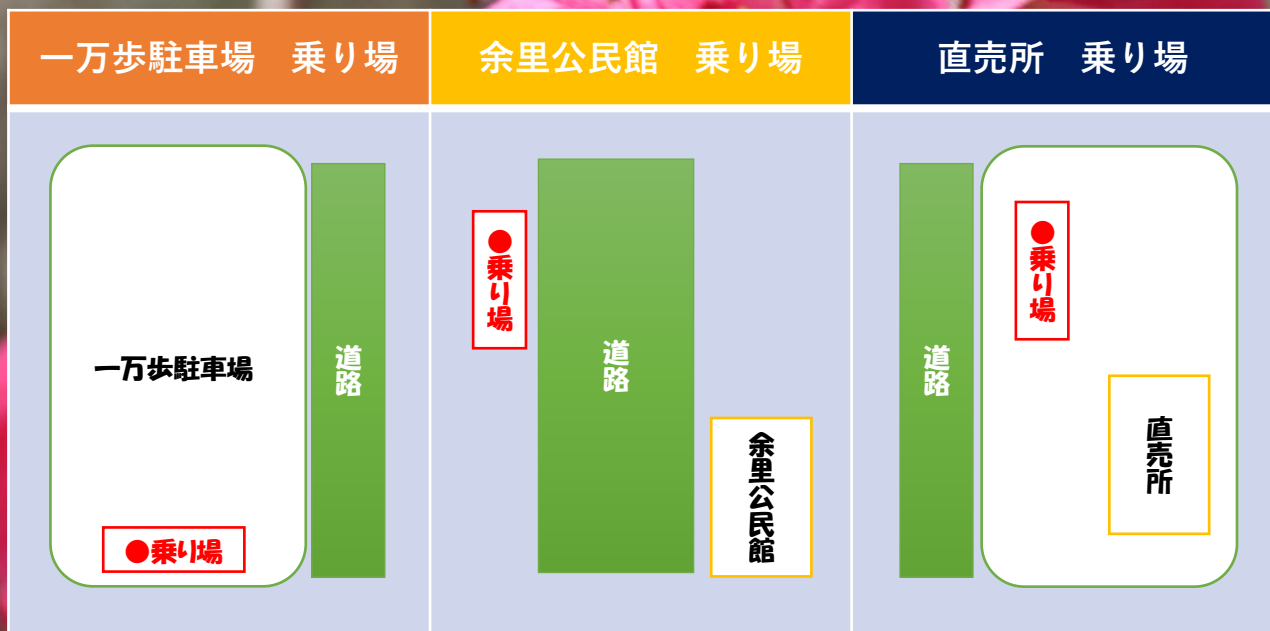 一万歩駐車場　乗り場
余里公民館　乗り場
直売所　乗り場
一万歩駐車場
道路
●乗り場
●乗り場
道路
余里公民館
道路
●乗り場
直売所